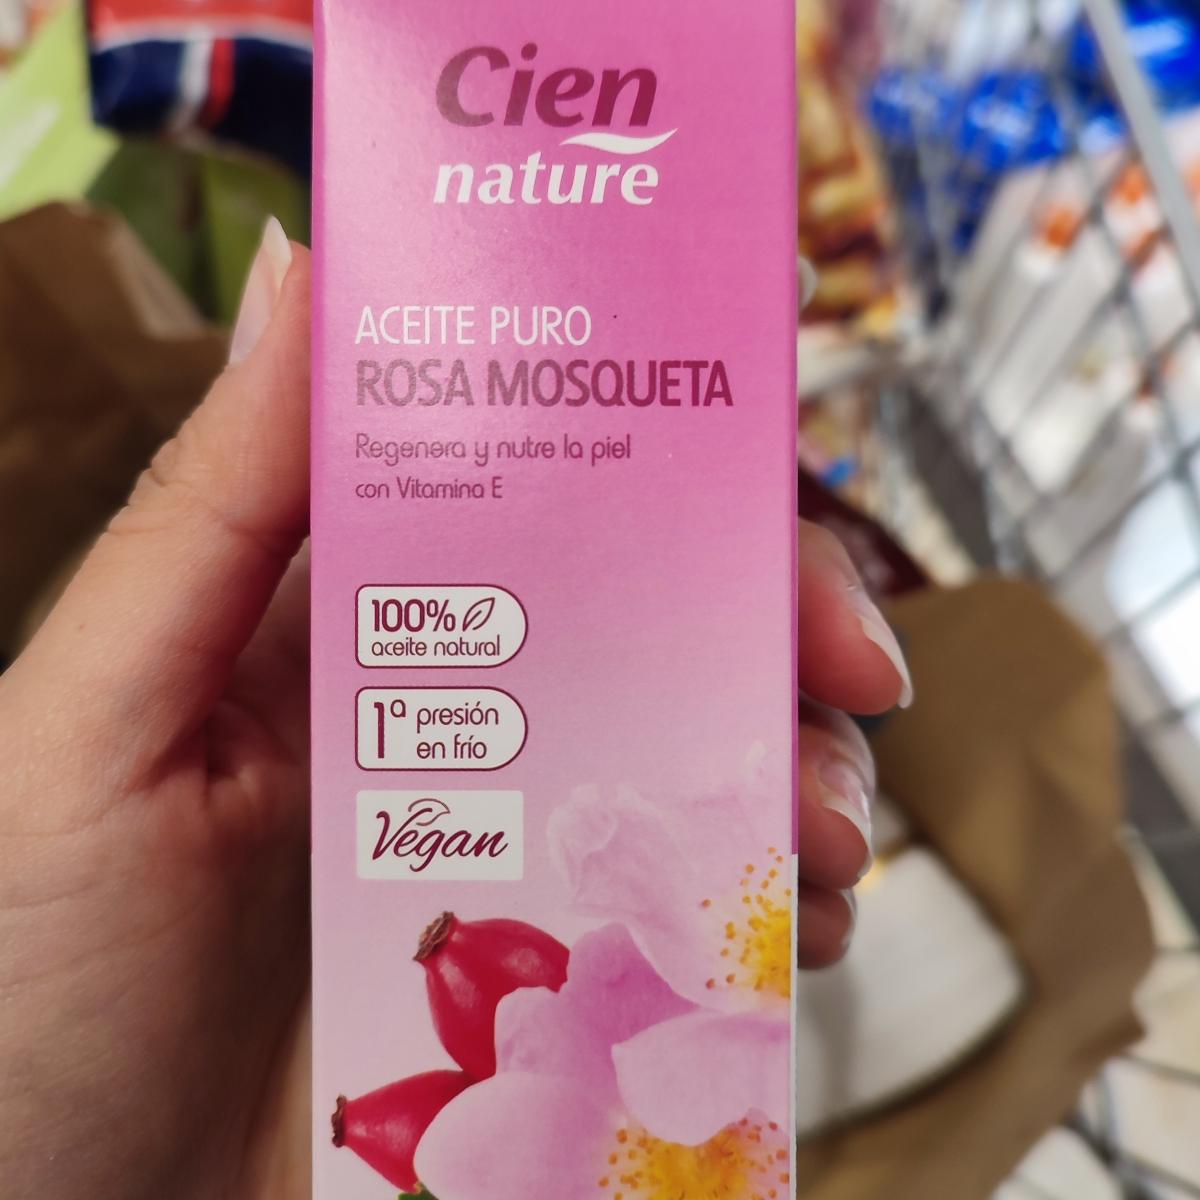 Cien
nature
ACEITE PURO
ROSA MOSQUETA
Regenera y nutre la piel
con Vitamina E
100%
aceite natural
1ª presión
en frío
Vegan